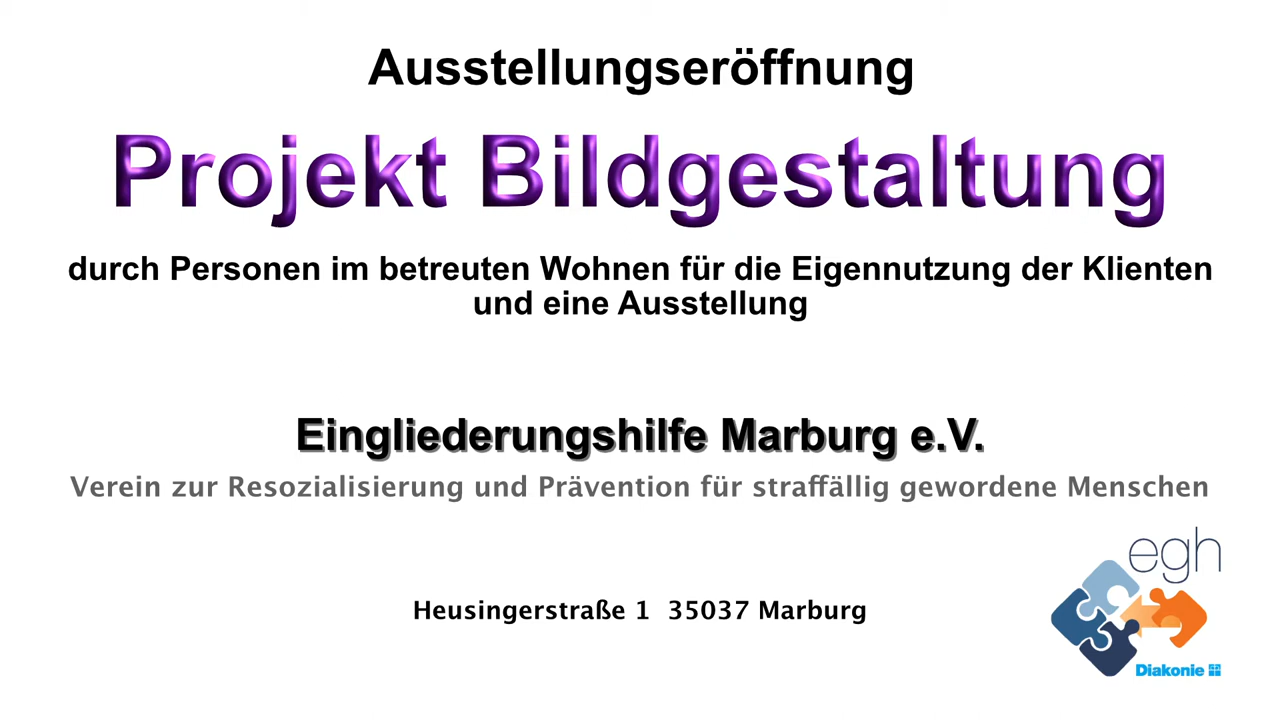 Ausstellungseröffnung
Projekt Bildgestaltung
durch Personen im betreuten Wohnen für die Eigennutzung der Klienten
und eine Ausstellung
Eingliederungshilfe Marburg e.V.
Verein zur Resozialisierung und Prävention für straffällig gewordene Menschen
egh
Heusingerstraße 1 35037 Marburg
Diakonie